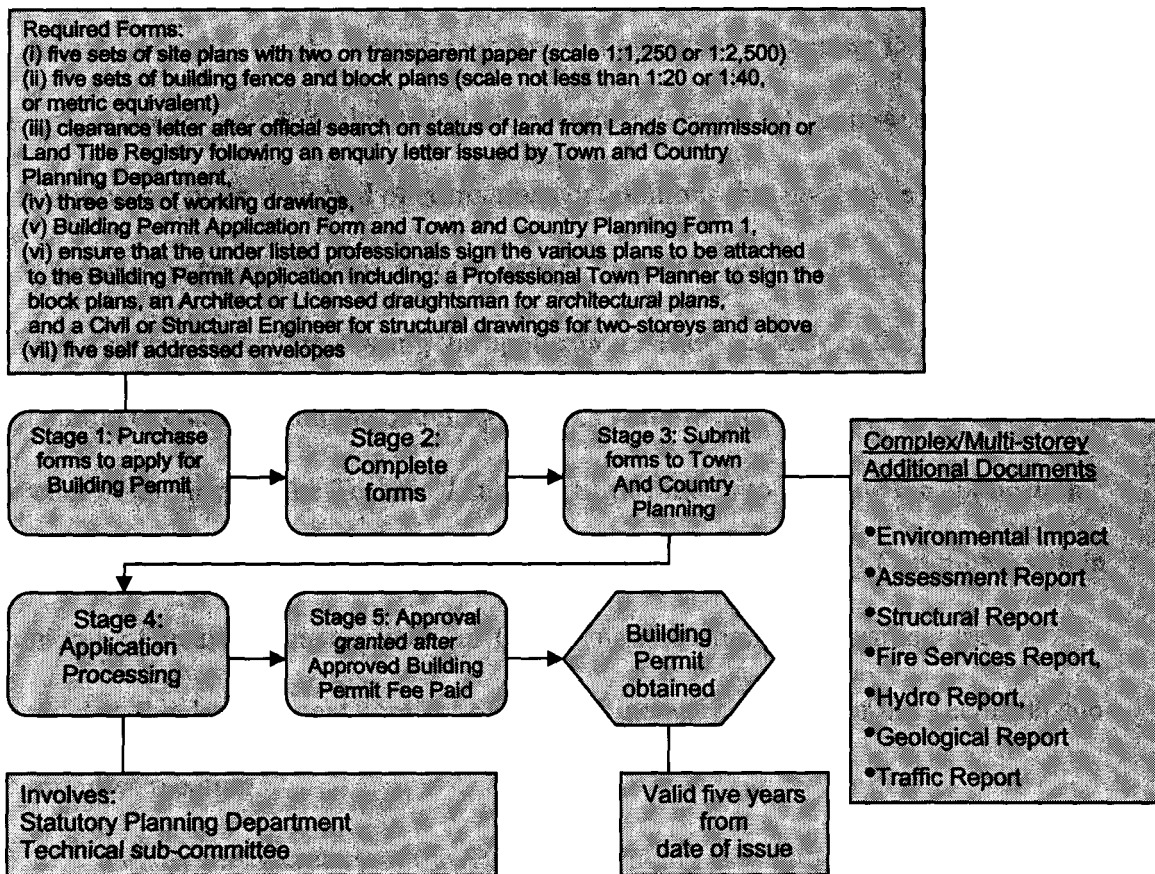 Required Forms:
(i) five sets of site plans with two on transparent paper (scale 1:1,250 or 1:2,500)
(ii) five sets of building fence and block plans (scale not less than 1:20 or 1:40,
or metric equivalent)
(iii) clearance letter after official search on status of land from Lands Commission or
Land Title Registry following an enquiry letter issued by Town and Country
Planning Department,
(iv) three sets of working drawings,
(v) Building Permit Application Form and Town and Country Planning Form 1,
(vi) ensure that the under listed professionals sign the various plans to be attached
to the Building Permit Application including: a Professional Town Planner to sign the
block plans, an Architect or Licensed draughtsman for architectural plans,
and a Civil or Structural Engineer for structural drawings for two-storeys and above
(vii) five self addressed envelopes
Stage 1: Purchase
forms to apply for
Building Permit
Stage 2:
Complete
forms
Stage 3: Submit
forms to Town
And Country
Planning
Complex/Multi-storey
Additional Documents
•Environmental Impact
•Assessment Report
•Structural Report
•Fire Services Report,
•Hydro Report,
•Geological Report
•Traffic Report
Stage 4:
Application
Processing
Stage 5: Approval
granted after
Approved Building
Permit Fee Paid
Building
Permit
obtained
Involves:
Statutory Planning Department
Technical sub-committee
Valid five years
from
date of issue